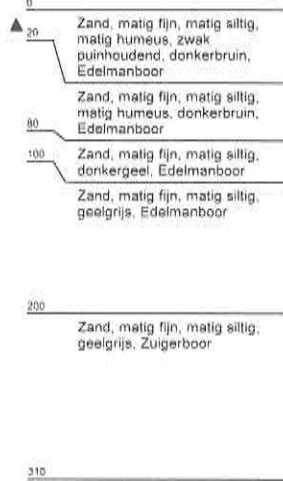 0
Zand, matig fijn, matig siltig,
20
matig humeus, zwak
puinhoudend, donkerbruin,
Edelmanboor
Zand, matig fijn, matig siltig,
matig humeus, donkerbruin,
80
Edelmanboor
100
Zand, matig fijn, matig siltig,
donkergeel, Edelmanboor
Zand, matig fijn, matig siltig,
geelgrijs, Edelmanboor
200
Zand, matig fijn, matig siltig,
geelgrijs, Zuigerboor
310